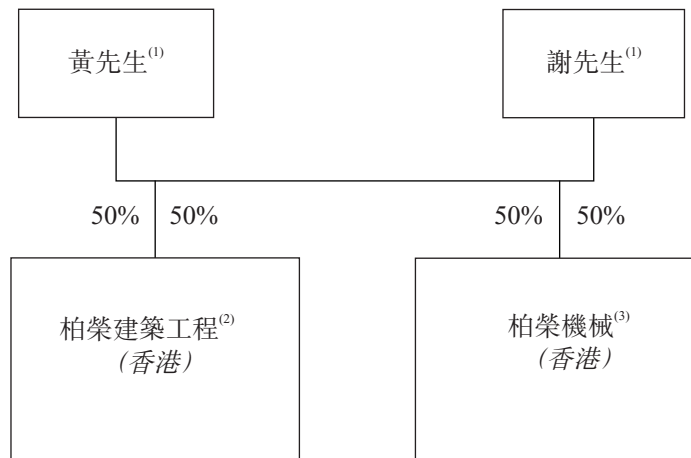 黃先生(1)
謝先生(1)
50% 50%
50% 50%
柏榮建築工程(2)
(香港)
柏榮機械(3)
(香港)